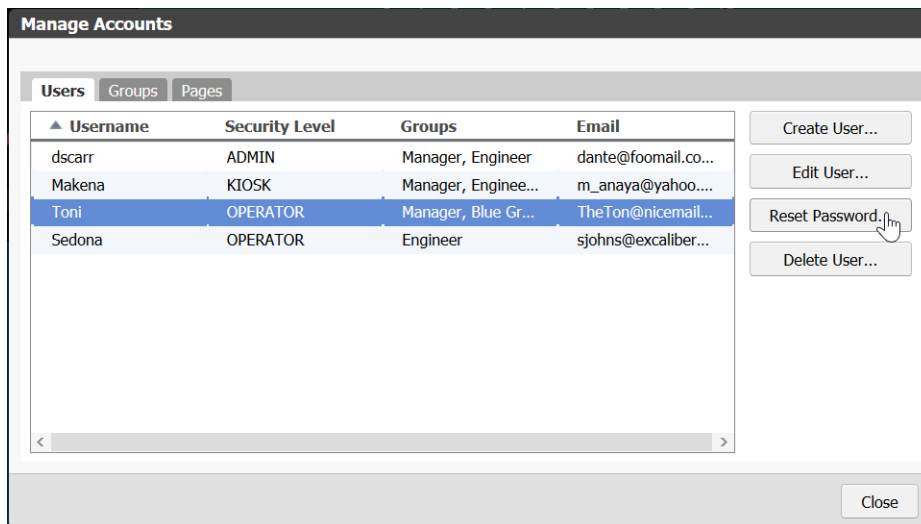 Manage Accounts
Users Groups Pages
Username Security Level Groups Email
dscarr ADMIN Manager, Engineer dante@foomail.co...
Makena KIOSK Manager, Enginee... m_anaya@yahoo....
Toni OPERATOR Manager, Blue Gr... TheTon@nicemail...
Sedona OPERATOR Engineer sjohns@excaliber...
Create User...
Edit User...
Reset Password.
Delete User...
Close